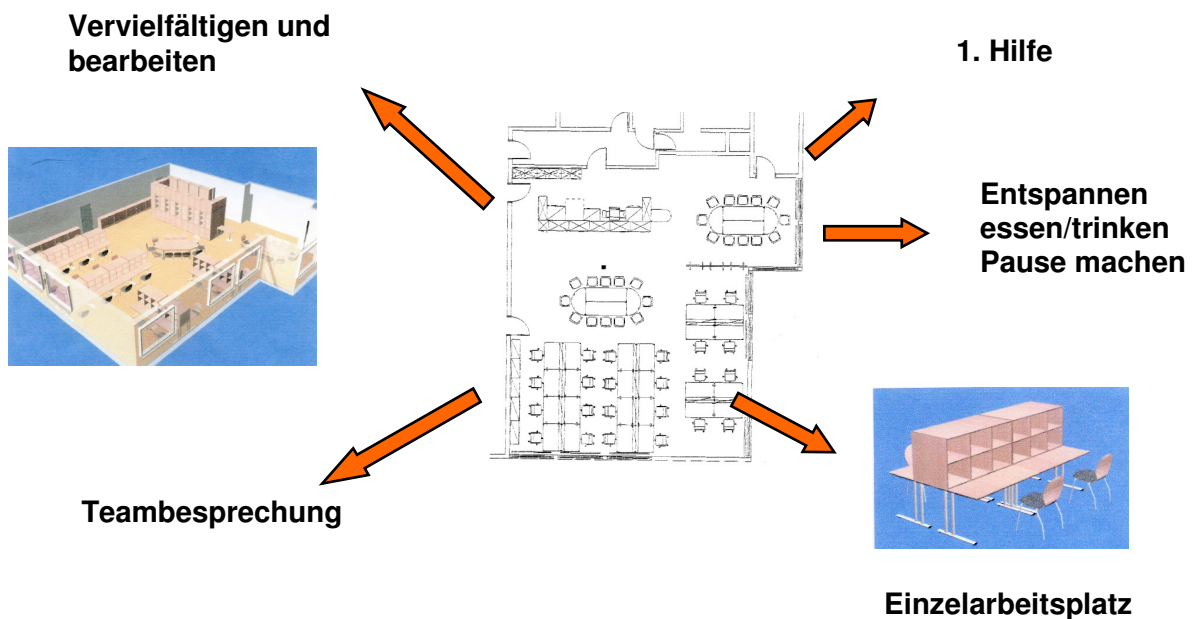 Vervielfältigen und
bearbeiten
1. Hilfe
Entspannen
essen/trinken
Pause machen
Teambesprechung
Einzelarbeitsplatz